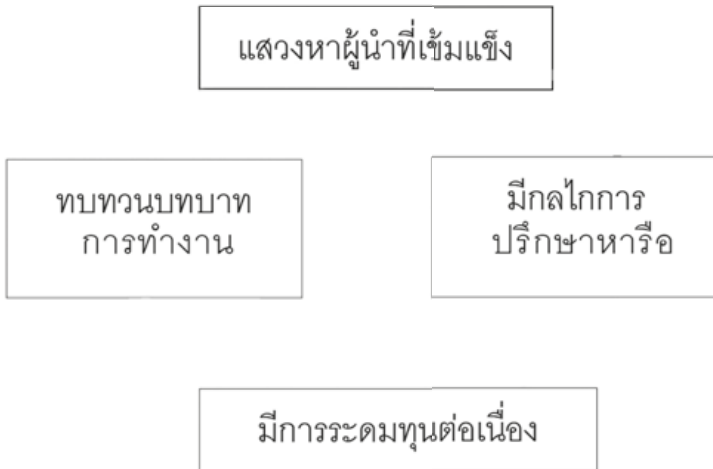 แสวงหาผู้นำที่เข้มแข็ง
ทบทวนบทบาท
การทำงาน
มีกลไกการ
ปรึกษาหารือ
มีการระดมทุนต่อเนื่อง